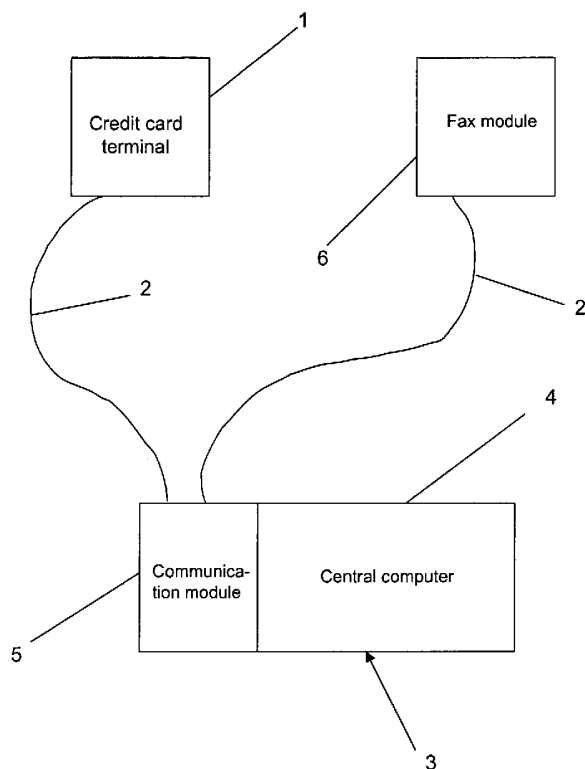 1
Credit card
terminal
Fax module
6
2
2
4
Communica-
tion module
Central computer
5
3